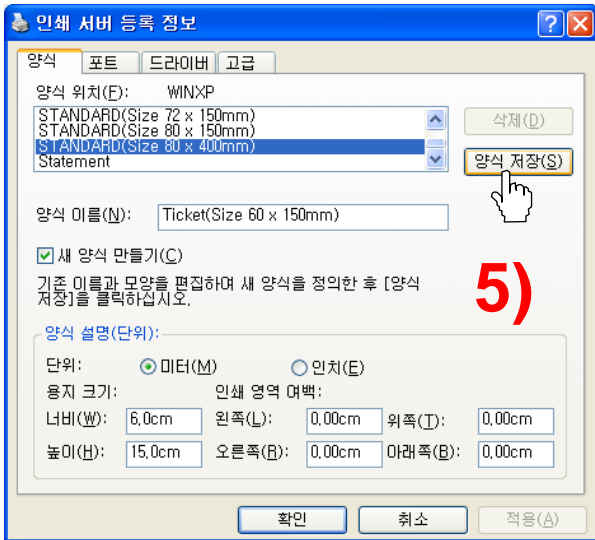 인쇄 서버 등록 정보
양식 포트 드라이버 고급
양식 위치(F): WINXP
STANDARD(Size 72 x 150mm)
STANDARD(Size 80 x 150mm)
STANDARD(Size 80 x 400mm)
Statement
삭제(D)
양식 저장(S)
양식 이름(N): Ticket(Size 60 x 150mm)
새 양식 만들기(C)
기존 이름과 모양을 편집하여 새 양식을 정의한 후 [양식
저장]을 클릭하십시오.
5)
양식 설명(단위):
단위: 미터(M) 인치(E)
용지 크기: 인쇄 영역 여백:
너비(W): 6.0cm 왼쪽(L): 0.00cm 위쪽(T): 0.00cm
높이(H): 15.0cm 오른쪽(R): 0.00cm 아래쪽(B): 0.00cm
확인 취소 적용(A)